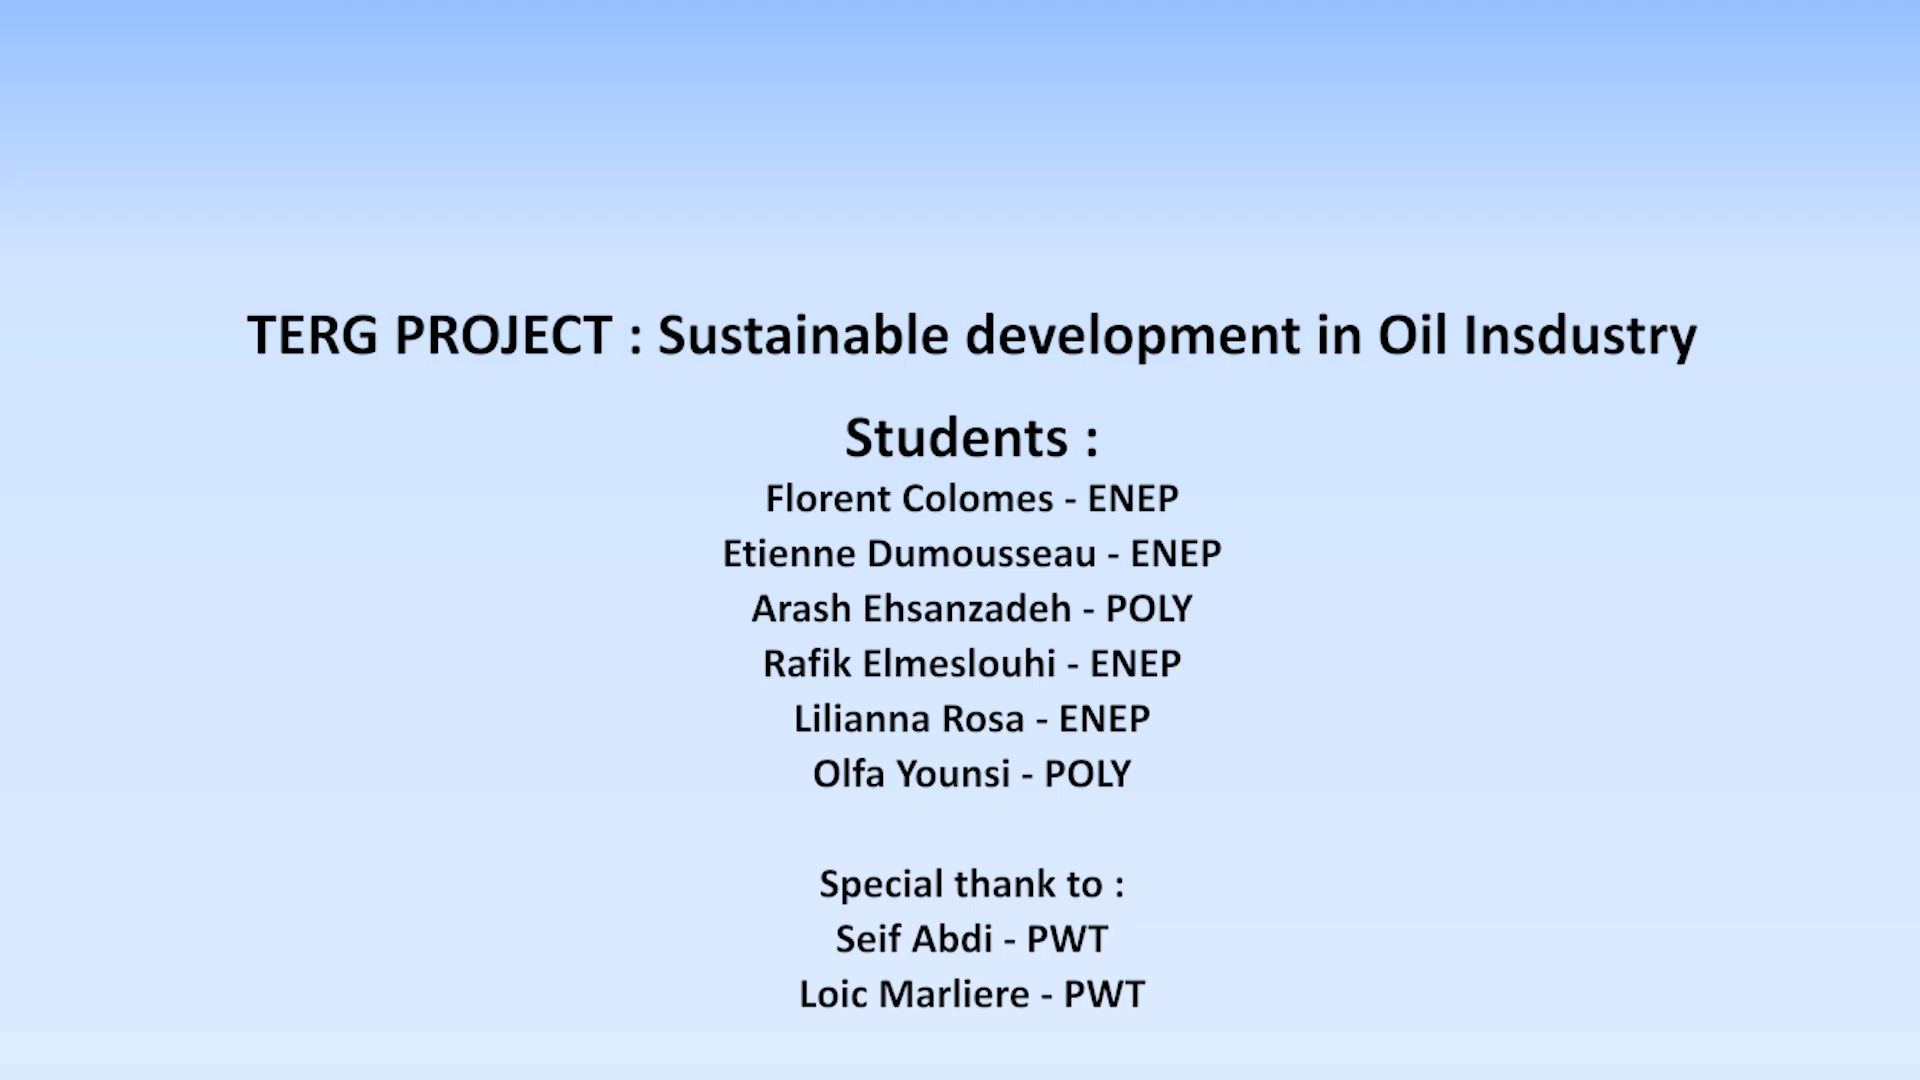 TERG PROJECT : Sustainable development in Oil Insdustry
Students :
Florent Colomes - ENEP
Etienne Dumousseau - ENEP
Arash Ehsanzadeh - POLY
Rafik Elmeslouhi - ENEP
Lilianna Rosa - ENEP
Olfa Younsi - POLY
Special thank to :
Seif Abdi - PWT
Loic Marliere - PWT